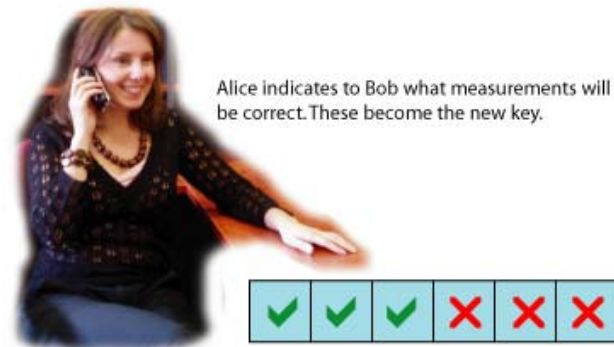 Alice indicates to Bob what measurements will
be correct. These become the new key.